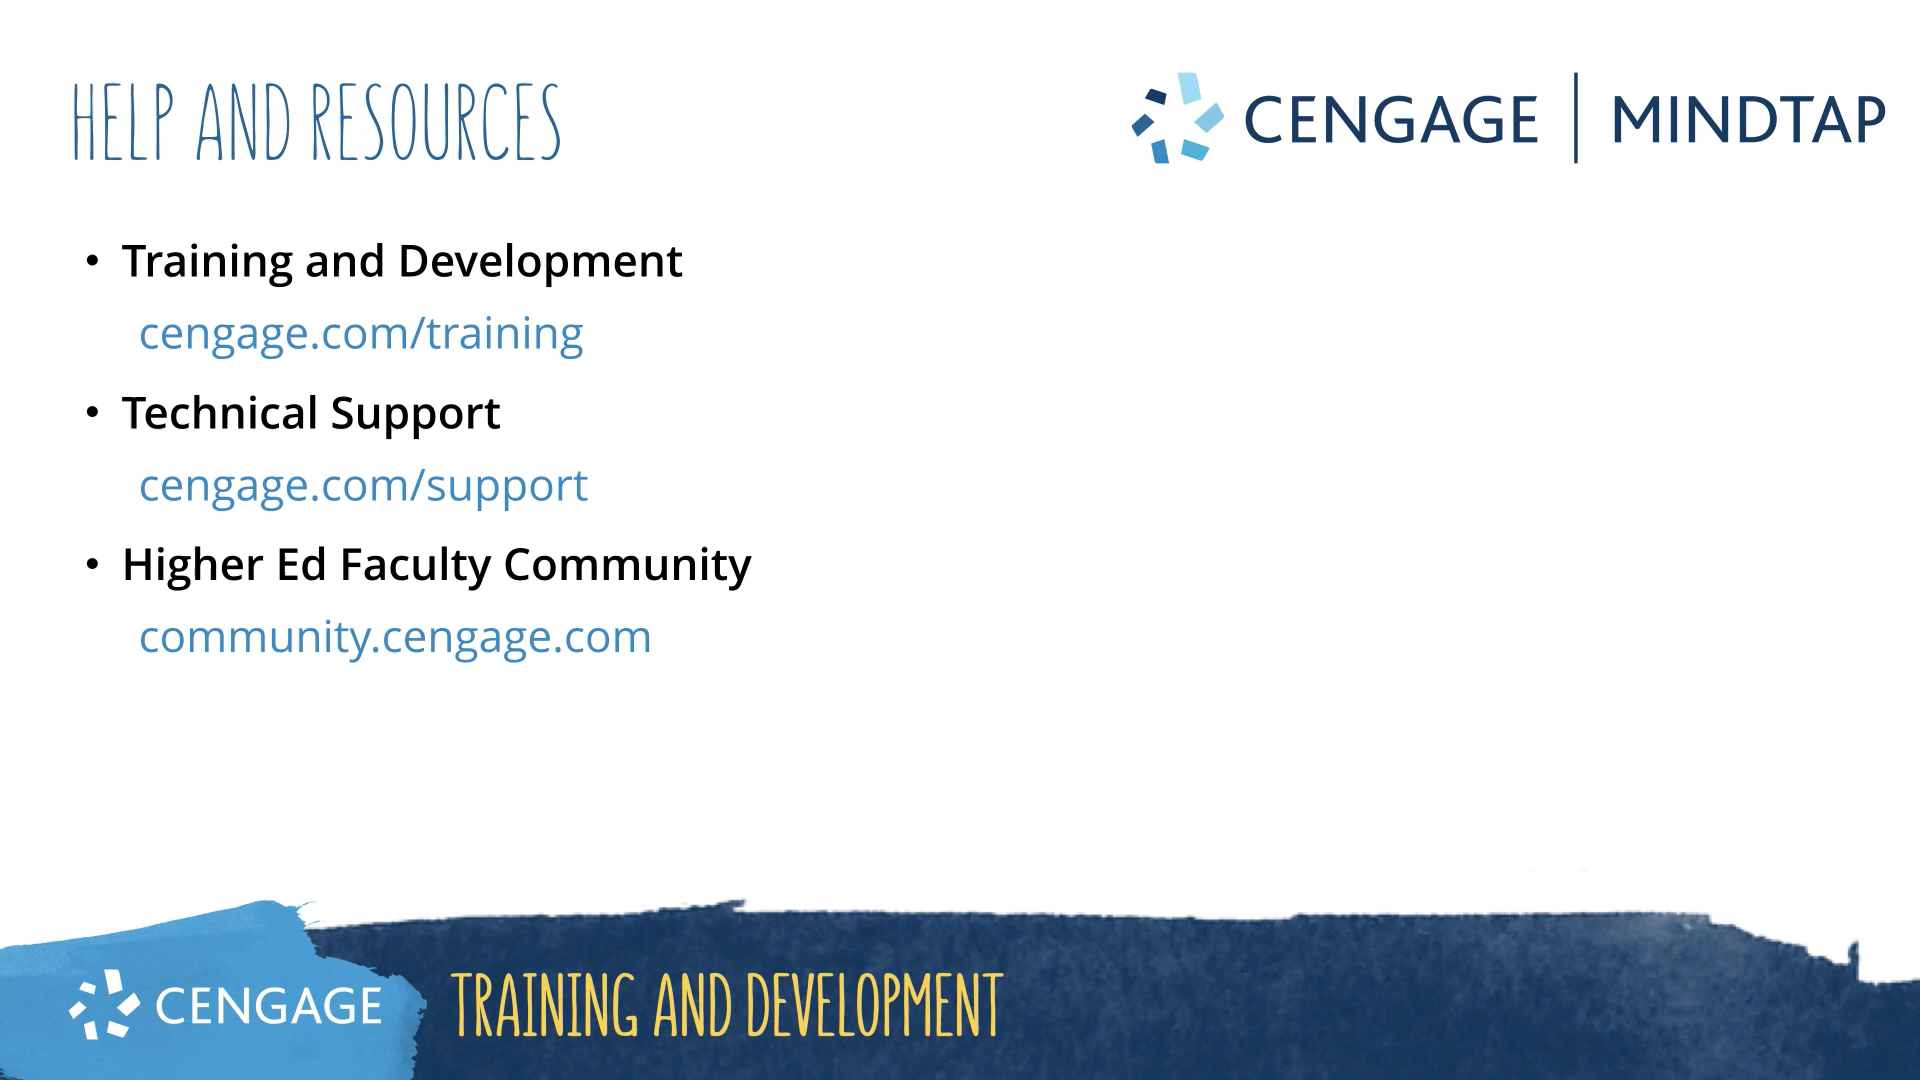 HELP AND RESOURCES
CENGAGE | MINDTAP
• Training and Development
cengage.com/training
• Technical Support
cengage.com/support
• Higher Ed Faculty Community
community.cengage.com
CENGAGE
TRAINING AND DEVELOPMENT